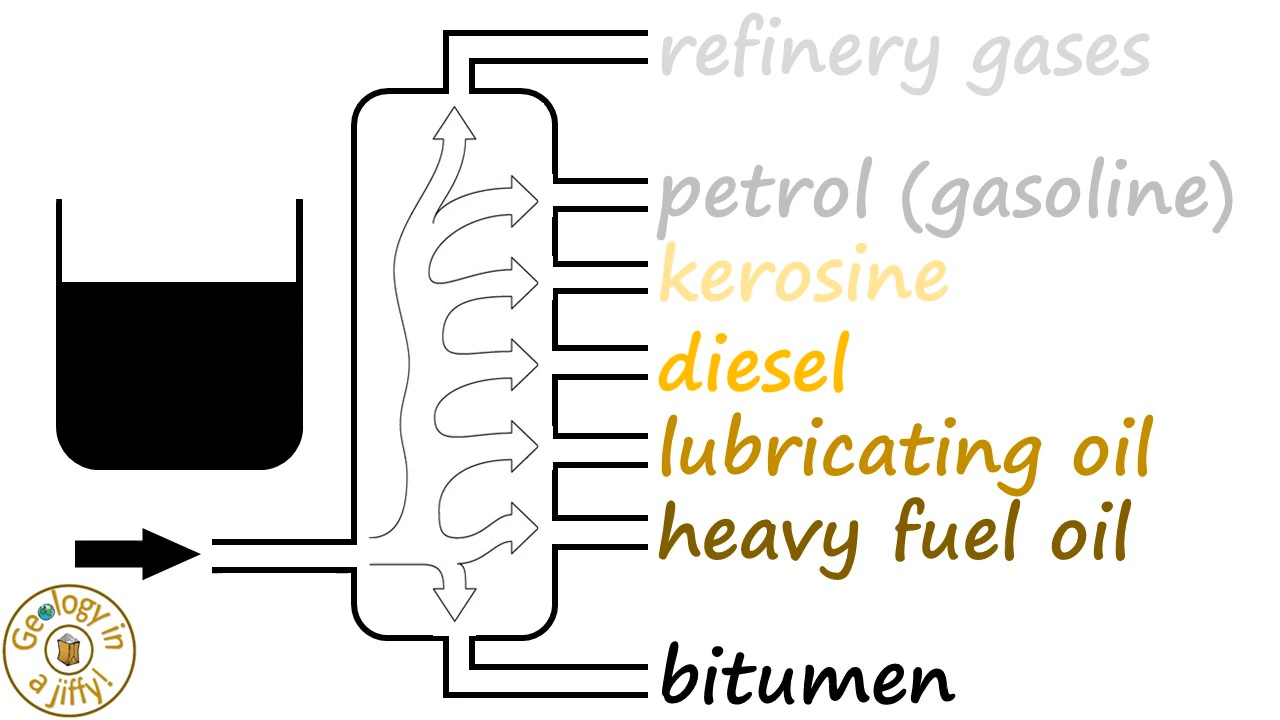 refinery gases
petrol (gasoline)
kerosine
diesel
lubricating oil
heavy fuel oil
bitumen
Geology in
a jiffy!